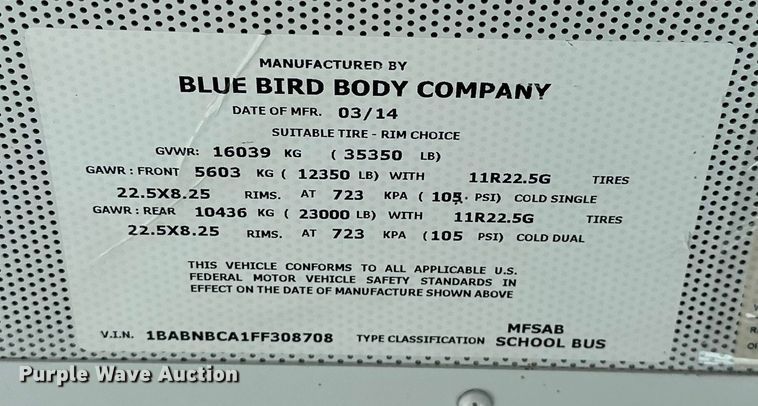 MANUFACTURED BY
BLUE BIRD BODY COMPANY
DATE OF MFR. 03/14
SUITABLE TIRE - RIM CHOICE
GVWR: 16039 KG ( 35350 LB)
GAWR : FRONT 5603 KG ( 12350 LB) WITH 11R22.5G TIRES
22.5X8.25 RIMS. AT 723 KPA ( 105 PSI) COLD SINGLE
GAWR : REAR 10436 KG ( 23000 LB) WITH 11R22.5G TIRES
22.5X8.25 RIMS. AT 723 KPA (105 PSI) COLD DUAL
THIS VEHICLE CONFORMS TO ALL APPLICABLE U.S.
FEDERAL MOTOR VEHICLE SAFETY STANDARDS IN
EFFECT ON THE DATE OF MANUFACTURE SHOWN ABOVE
V.I.N. 1BABNBCA1FF308708 TYPE CLASSIFICATION MFSAB
SCHOOL BUS
Purple Wave Auction